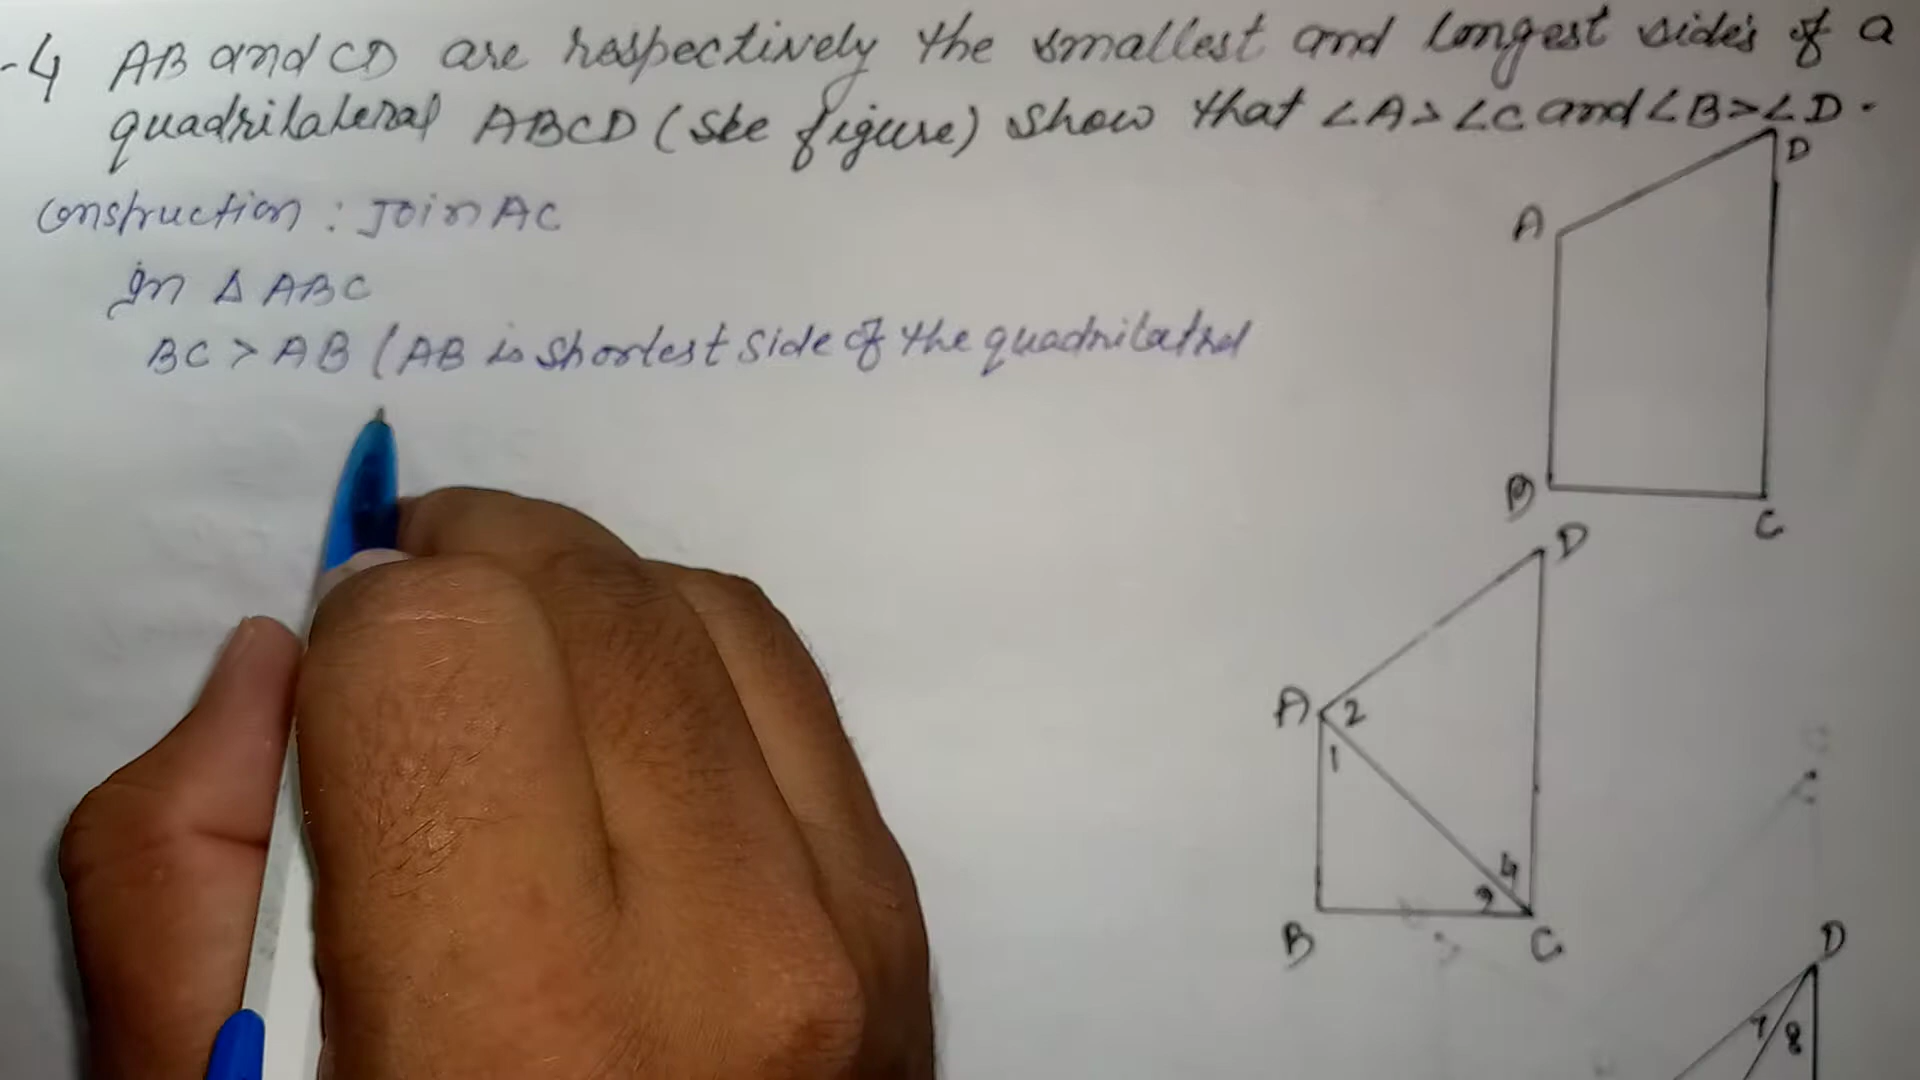 -4 AB and CD are respectively the smallest and longest sides of a
quadrilateral ABCD (See figure) show that ∠A > ∠C and ∠B > ∠D.
Construction : Join AC
In △ ABC
BC > AB (AB is shortest side of the quadrilatral
D
A
B
C
D
A
2
1
4
3
B
C
D
7
8